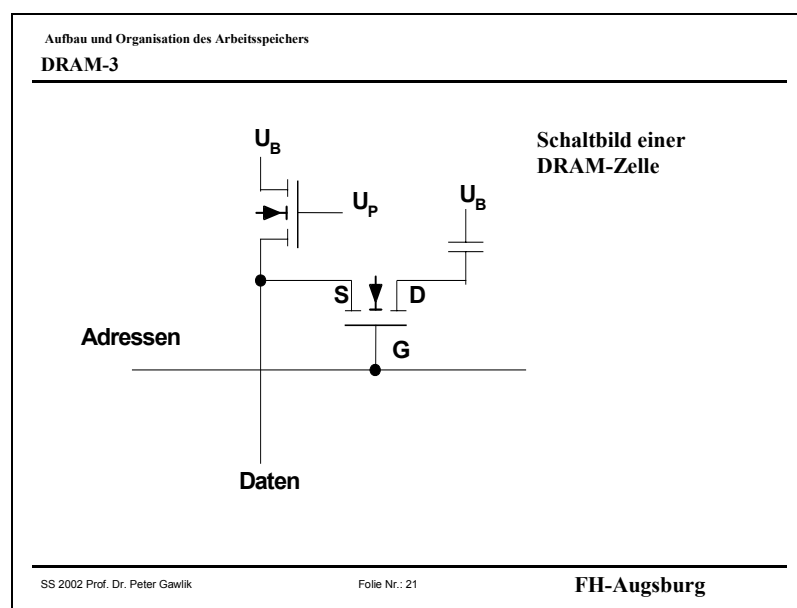 Aufbau und Organisation des Arbeitsspeichers
DRAM-3
Schaltbild einer
DRAM-Zelle
U_B
U_P
U_B
S
D
G
Adressen
Daten
SS 2002 Prof. Dr. Peter Gawlik
Folie Nr.: 21
FH-Augsburg